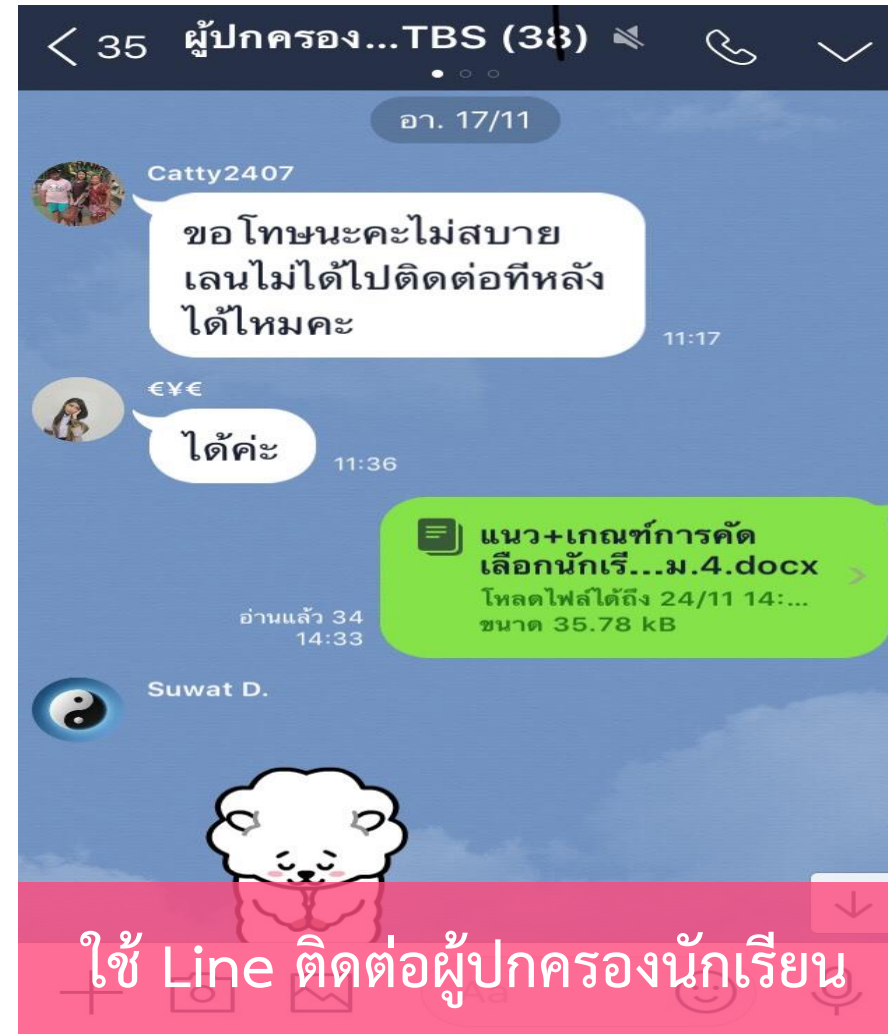 35 ผู้ปกครอง...TBS (38)
อา. 17/11
Catty2407
ขอโทษนะคะไม่สบาย
เลนไม่ได้ไปติดต่อทีหลัง
ได้ไหมคะ
11:17
€¥€
ได้ค่ะ
11:36
แนว+เกณฑ์การคัด
เลือกนักเรี...ม.4.docx
โหลดไฟล์ได้ถึง 24/11 14:...
ขนาด 35.78 kB
อ่านแล้ว 34
14:33
Suwat D.
ใช้ Line ติดต่อผู้ปกครองนักเรียน
Aa